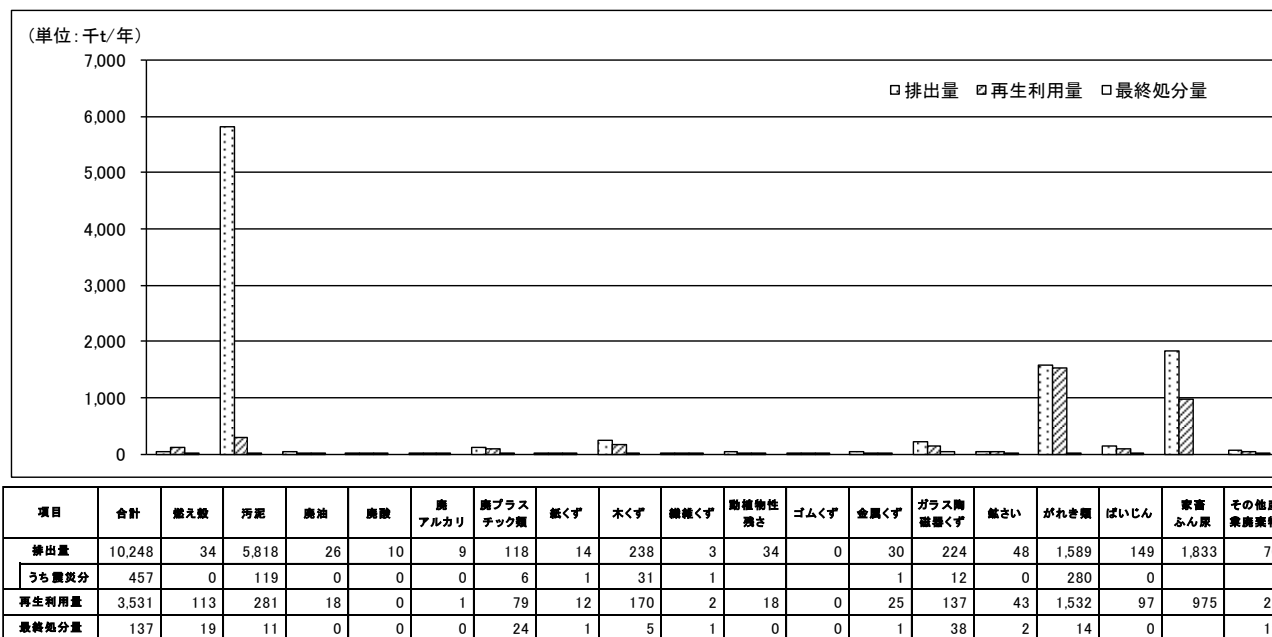 (単位:千t/年)
7,000
6,000
5,000
4,000
3,000
2,000
1,000
0
排出量 再生利用量 最終処分量
項目 合計 燃え殻 汚泥 廃油 廃酸 廃アルカリ 廃プラスチック類 紙くず 木くず 繊維くず 動植物性残さ ゴムくず 金属くず ガラス陶磁器くず 鉱さい がれき類 ばいじん 家畜ふん尿 その他
排出量 10,248 34 5,818 26 10 9 118 14 238 3 34 0 30 224 48 1,589 149 1,833 7
うち震災分 457 0 119 0 0 0 6 1 31 1 1 12 0 280 0
再生利用量 3,531 113 281 18 0 1 79 12 170 2 18 0 25 137 43 1,532 97 975 2
最終処分量 137 19 11 0 0 0 24 1 5 1 0 0 1 38 2 14 0 1